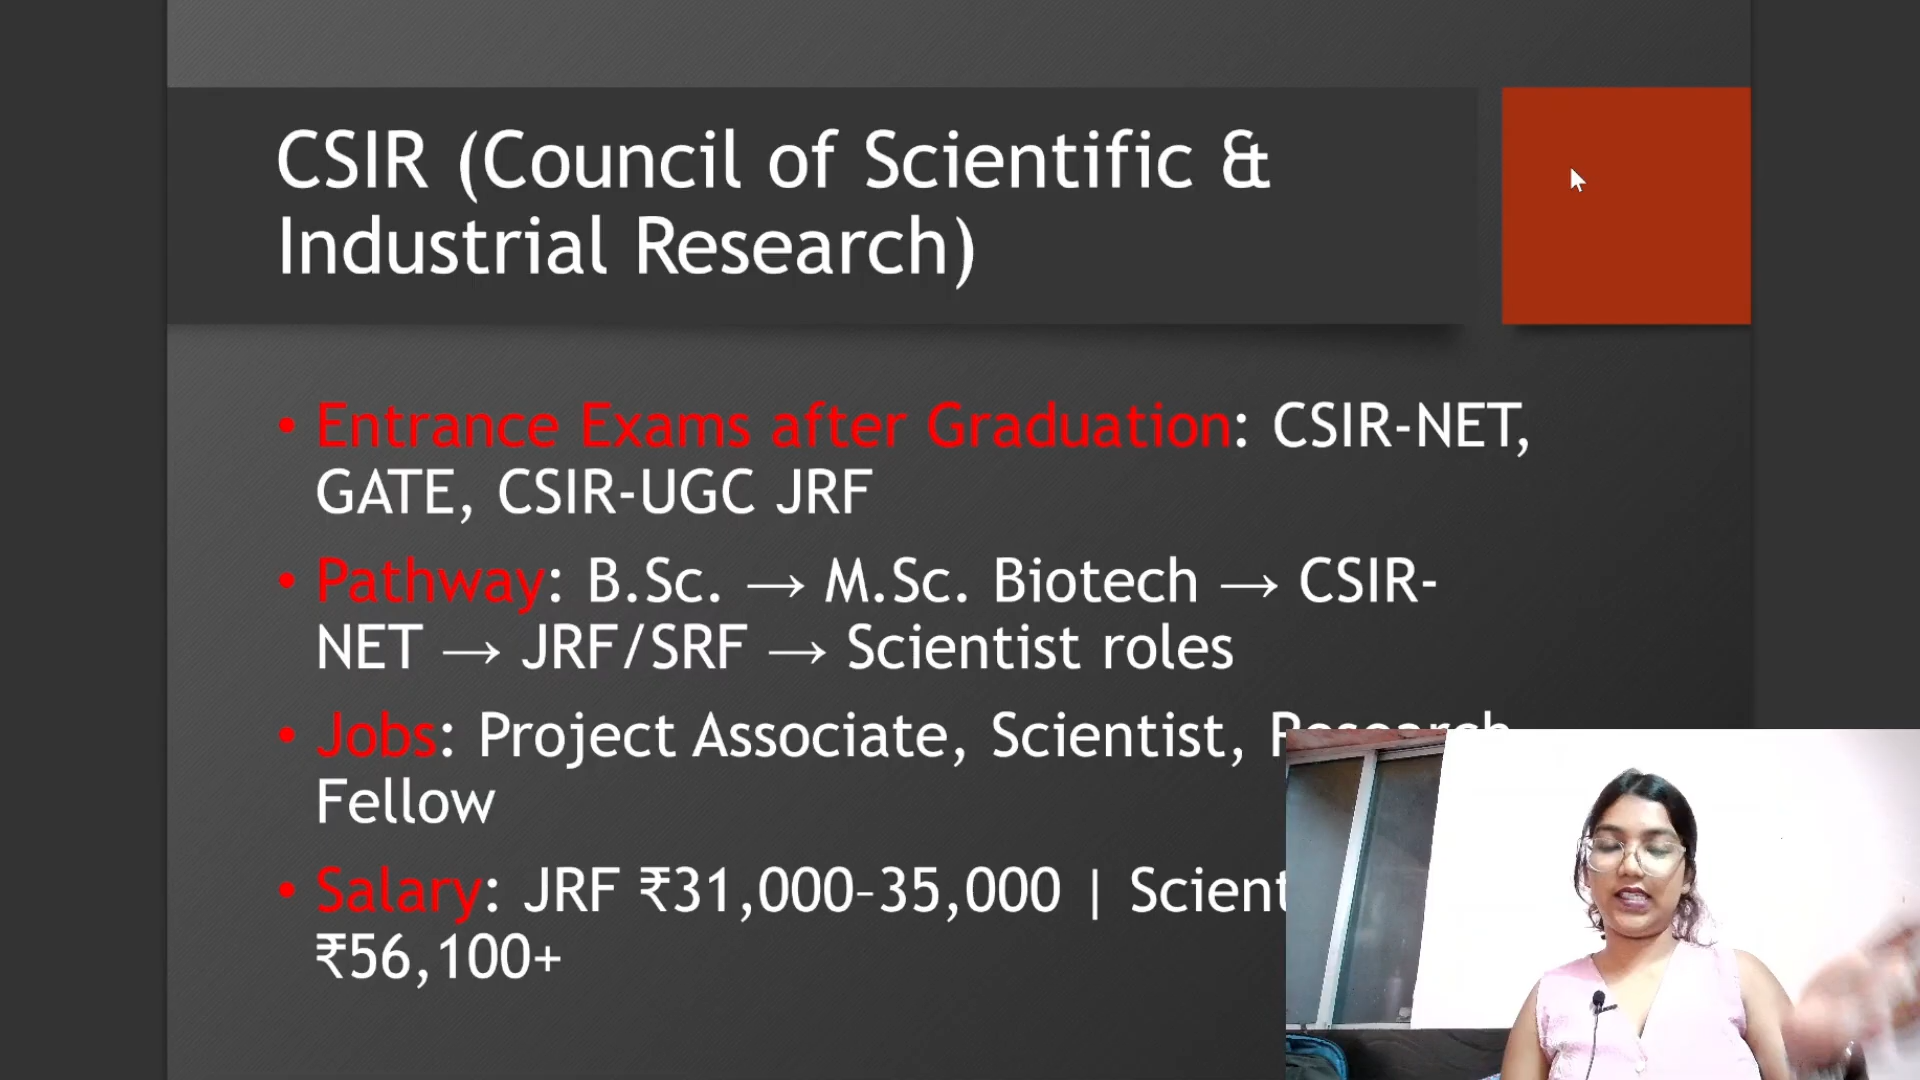 CSIR (Council of Scientific &
Industrial Research)
• Entrance Exams after Graduation: CSIR-NET,
GATE, CSIR-UGC JRF
• Pathway: B.Sc. → M.Sc. Biotech → CSIR-
NET → JRF/SRF → Scientist roles
• Jobs: Project Associate, Scientist, Research
Fellow
• Salary: JRF ₹31,000–35,000 |
₹56,100+